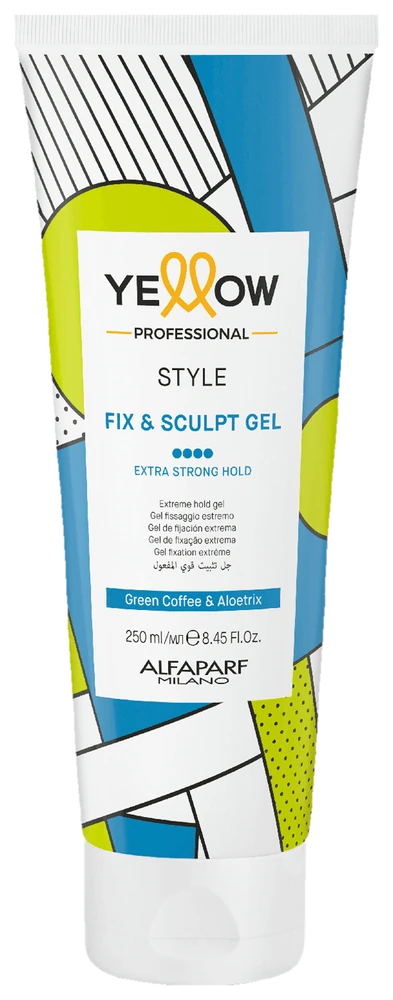 YELLOW
PROFESSIONAL
STYLE
FIX & SCULPT GEL
EXTRA STRONG HOLD
Extreme hold gel
Gel fissaggio estremo
Gel de fijación extrema
Gel de fixação extrema
Gel fixation extrême
جل تثبيت قوي المفعول
Green Coffee & Aloetrix
250 ml/мл ℮ 8.45 Fl.Oz.
ALFAPARF
MILANO